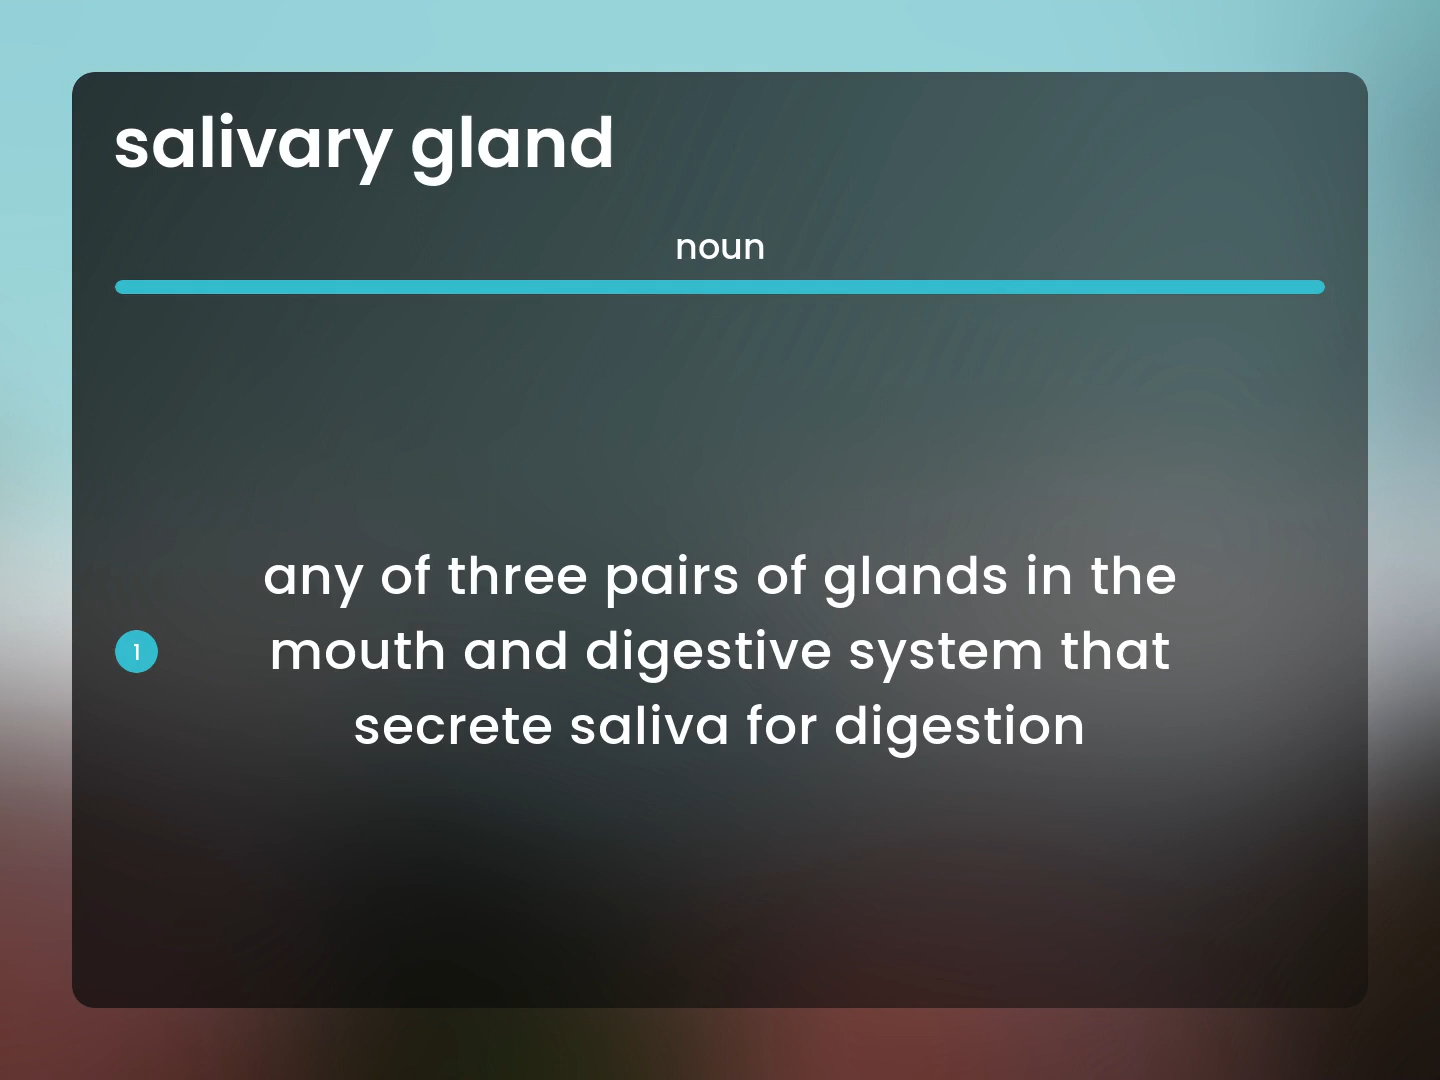 salivary gland
noun
any of three pairs of glands in the
1
mouth and digestive system that
secrete saliva for digestion